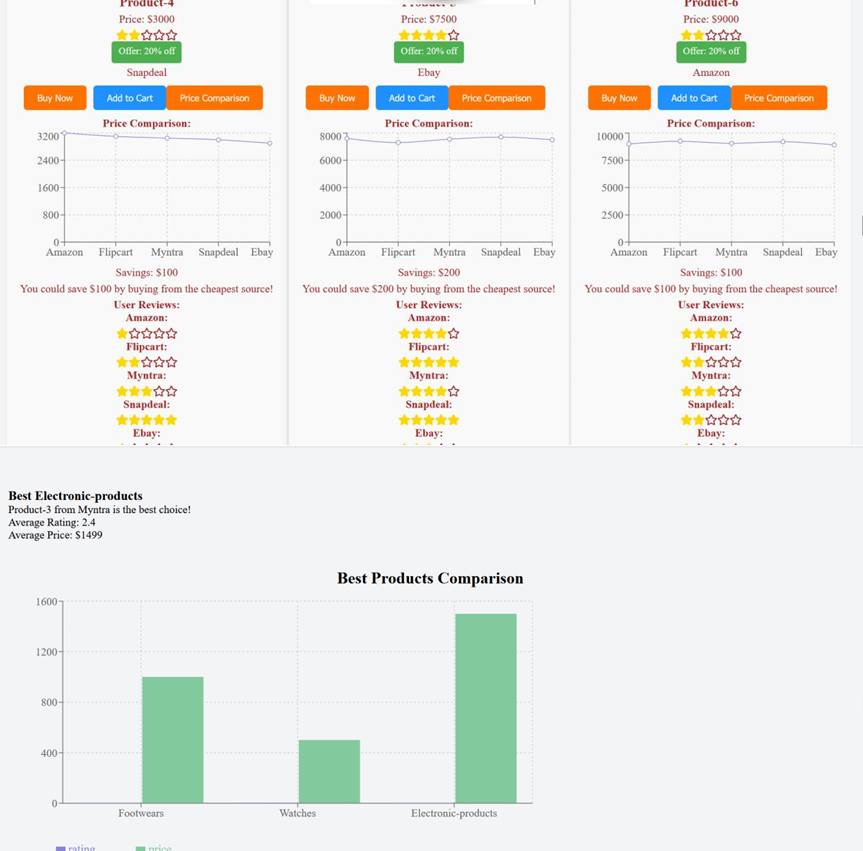 Product-4
Price: $3000
Offer: 20% off
Snapdeal
Buy Now Add to Cart Price Comparison
Price Comparison:
3200
2400
1600
800
0
Amazon Flipcart Myntra Snapdeal Ebay
Savings: $100
You could save $100 by buying from the cheapest source!
User Reviews:
Amazon:
Flipcart:
Myntra:
Snapdeal:
Ebay:
Price: $7500
Offer: 20% off
Ebay
Buy Now Add to Cart Price Comparison
Price Comparison:
8000
6000
4000
2000
0
Amazon Flipcart Myntra Snapdeal Ebay
Savings: $200
You could save $200 by buying from the cheapest source!
User Reviews:
Amazon:
Flipcart:
Myntra:
Snapdeal:
Ebay:
Product-6
Price: $9000
Offer: 20% off
Amazon
Buy Now Add to Cart Price Comparison
Price Comparison:
10000
7500
5000
2500
0
Amazon Flipcart Myntra Snapdeal Ebay
Savings: $100
You could save $100 by buying from the cheapest source!
User Reviews:
Amazon:
Flipcart:
Myntra:
Snapdeal:
Ebay:
Best Electronic-products
Product-3 from Myntra is the best choice!
Average Rating: 2.4
Average Price: $1499
Best Products Comparison
1600
1200
800
400
0
Footwears Watches Electronic-products
rating price